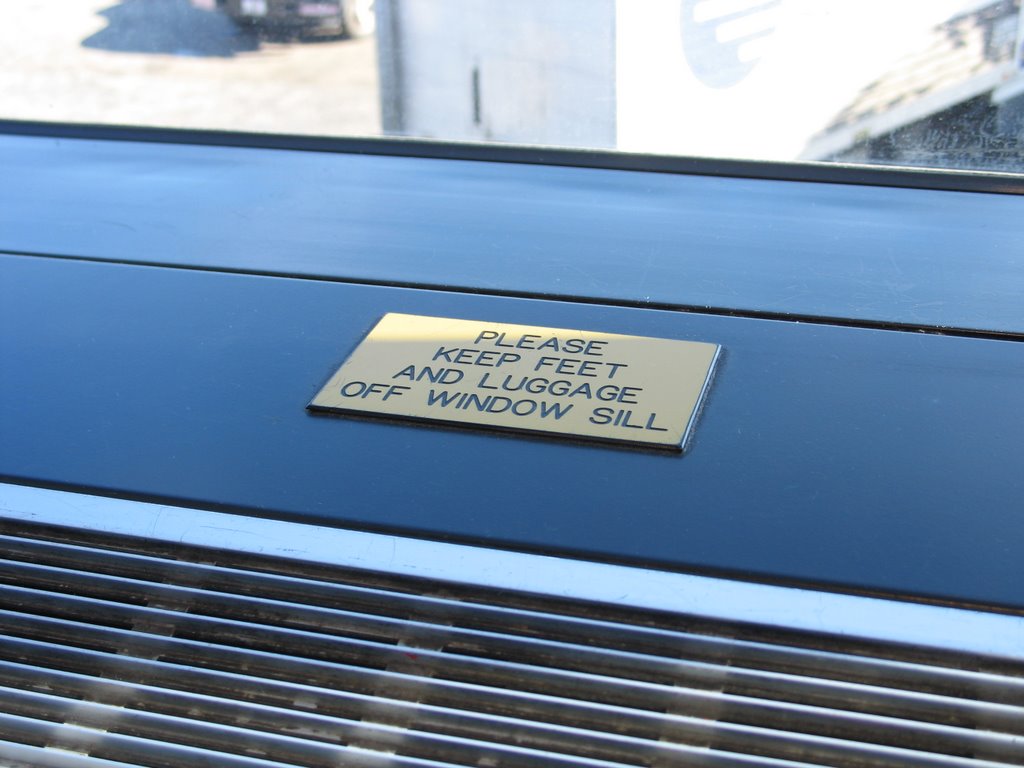 PLEASE
KEEP FEET
AND LUGGAGE
OFF WINDOW SILL